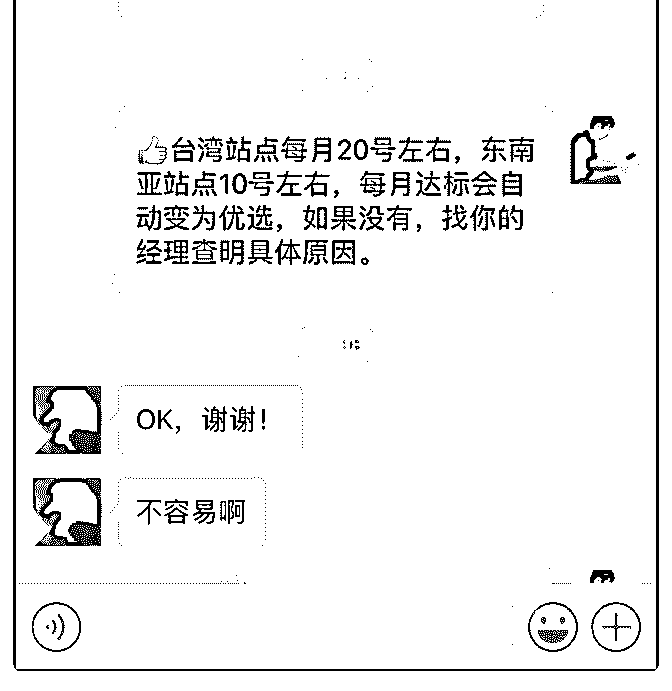 👍台湾站点每月20号左右，东南
亚站点10号左右，每月达标会自
动变为优选，如果没有，找你的
经理查明具体原因。
OK，谢谢！
不容易啊